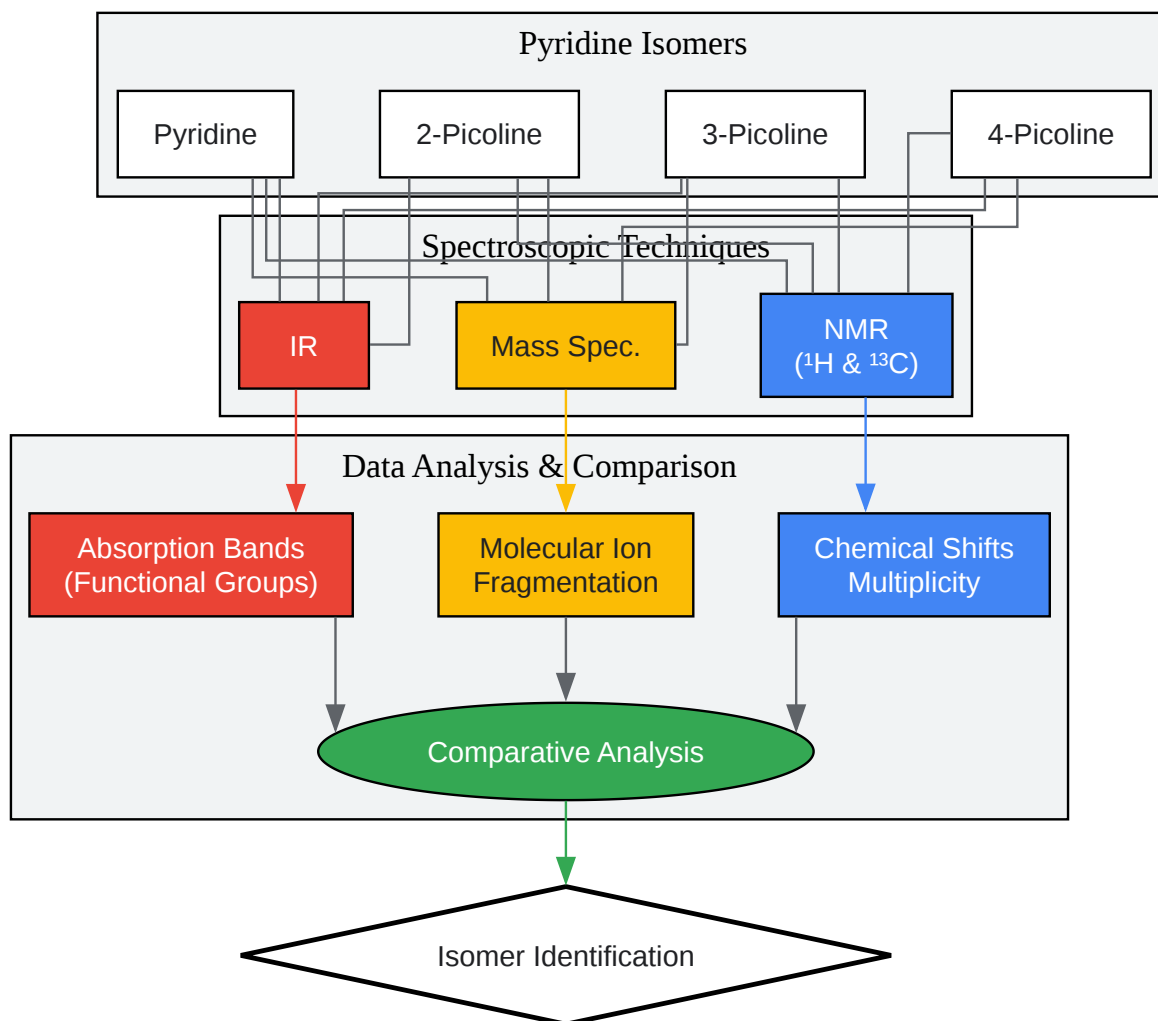 Pyridine Isomers
Pyridine
2-Picoline
3-Picoline
4-Picoline
Spectroscopic Techniques
IR
Mass Spec.
NMR
(¹H & ¹³C)
Data Analysis & Comparison
Absorption Bands
(Functional Groups)
Molecular Ion
Fragmentation
Chemical Shifts
Multiplicity
Comparative Analysis
Isomer Identification